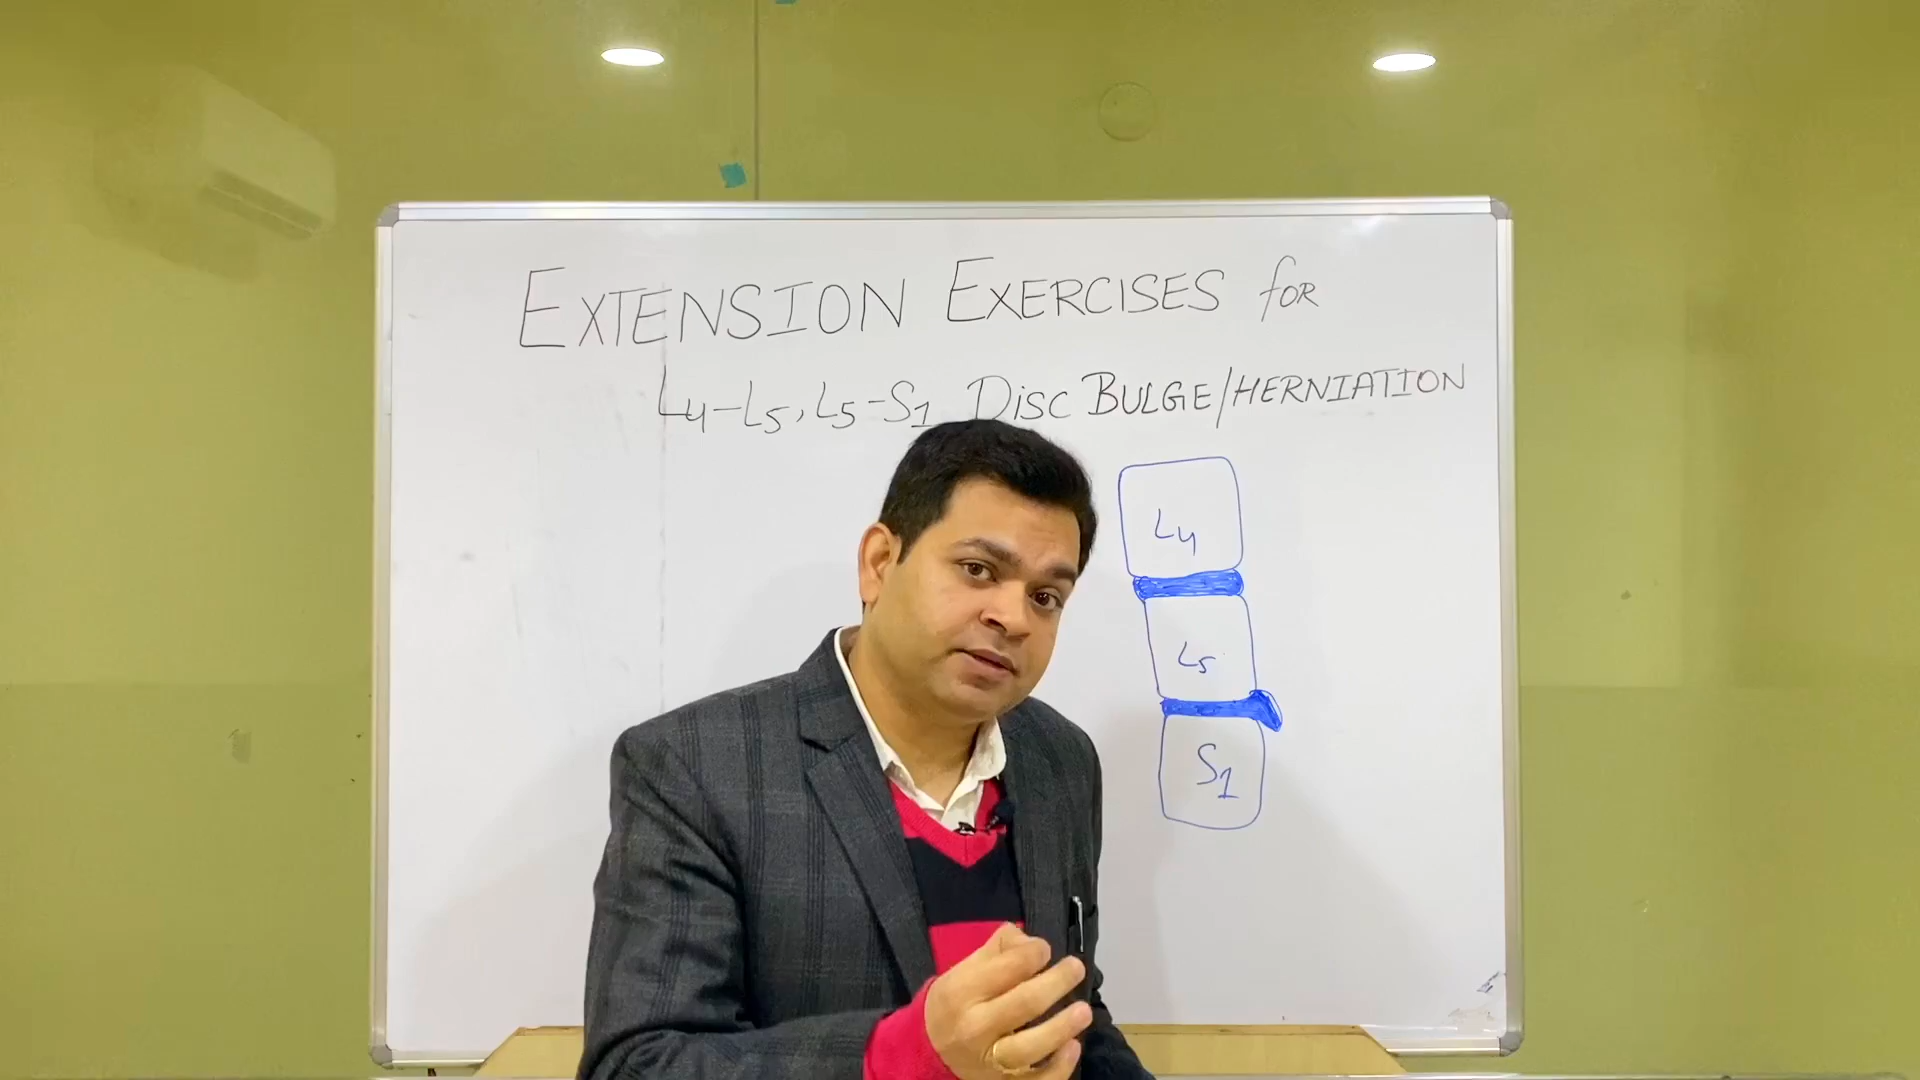 EXTENSION EXERCISES for
L4-L5, L5-S1 DISC BULGE/HERNIATION
L4
L5
S1